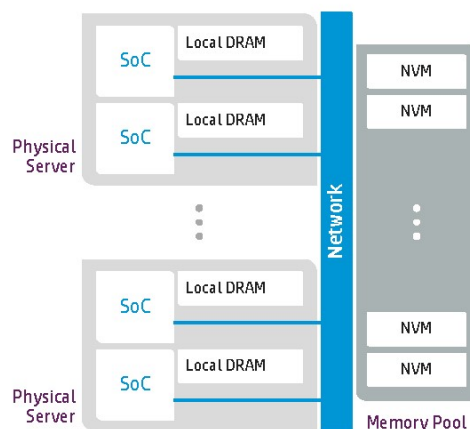 Local DRAM
SoC
NVM
NVM
Local DRAM
SoC
Physical
Server
Network
Local DRAM
SoC
NVM
Local DRAM
NVM
SoC
Physical
Server
Memory Pool